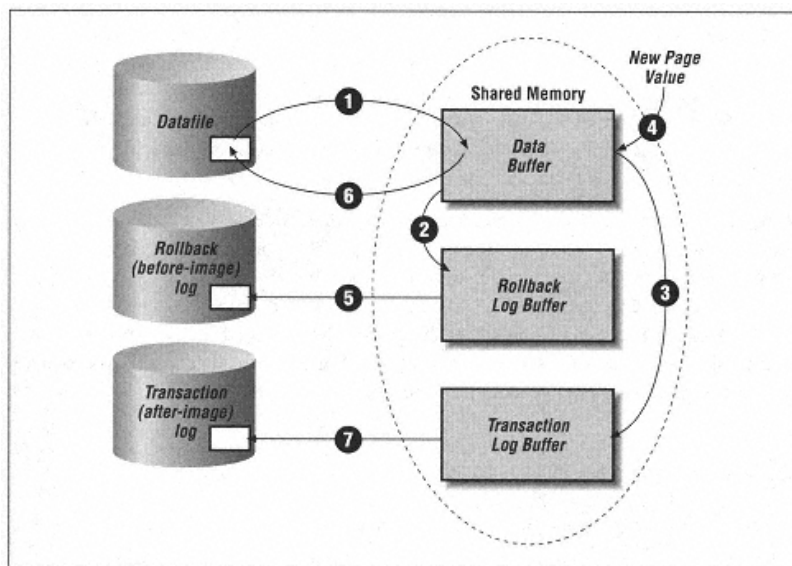 New Page
Value
Shared Memory
Datafile
1
4
Data
Buffer
6
2
Rollback
(before-image)
log
5
Rollback
Log Buffer
3
Transaction
(after-image)
log
7
Transaction
Log Buffer